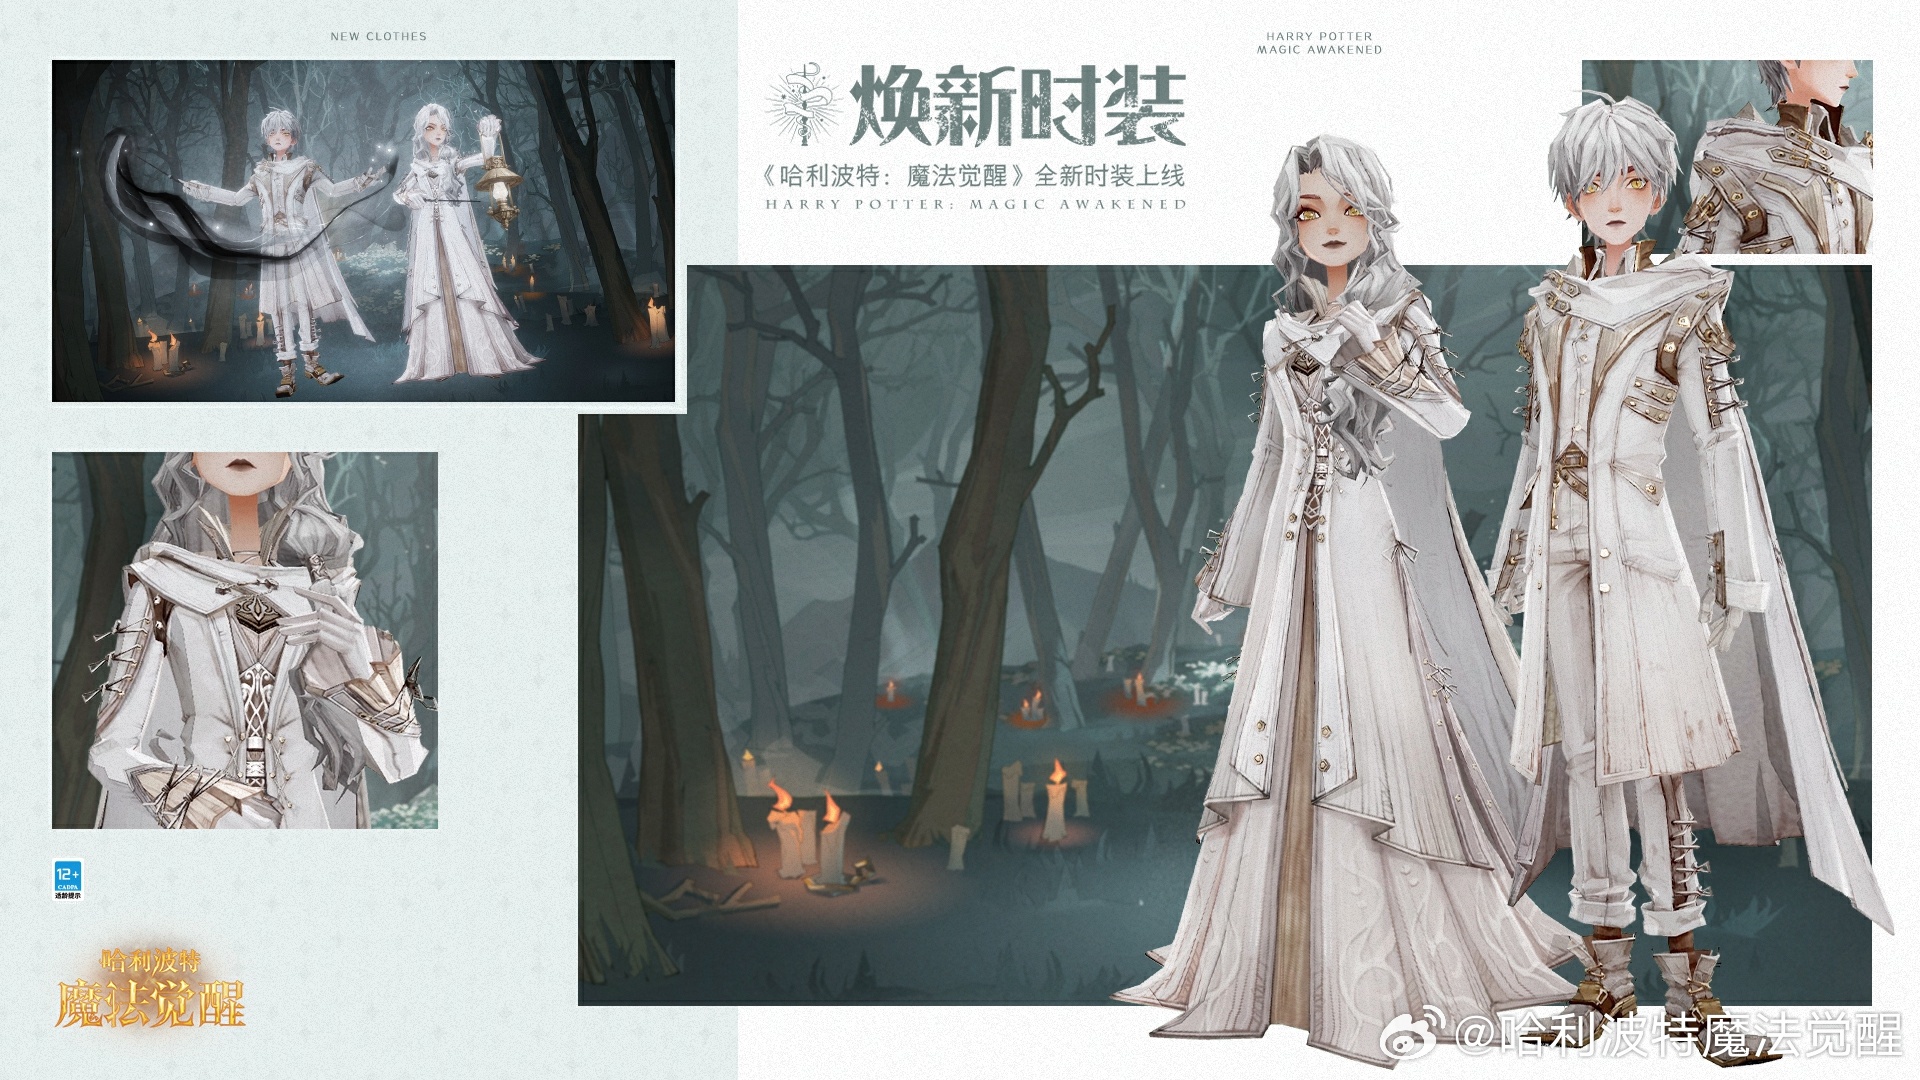 NEW CLOTHES
HARRY POTTER
MAGIC AWAKENED
焕新时装
《哈利波特：魔法觉醒》全新时装上线
HARRY POTTER: MAGIC AWAKENED
12+
CADPA
适龄提示
哈利波特
魔法觉醒
@哈利波特魔法觉醒